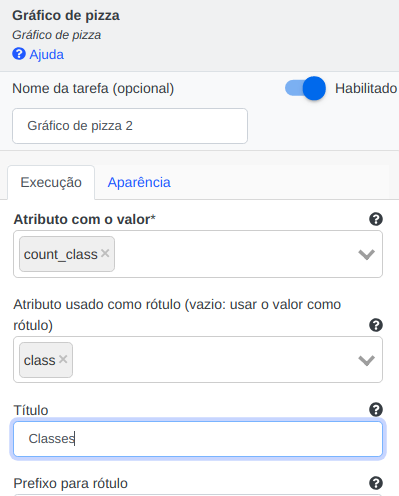 Gráfico de pizza
Gráfico de pizza
Ajuda
Nome da tarefa (opcional)
Habilitado
Gráfico de pizza 2
Execução
Aparência
Atributo com o valor*
count_class×
Atributo usado como rótulo (vazio: usar o valor como
rótulo)
class×
Título
Classes
Prefixo para rótulo